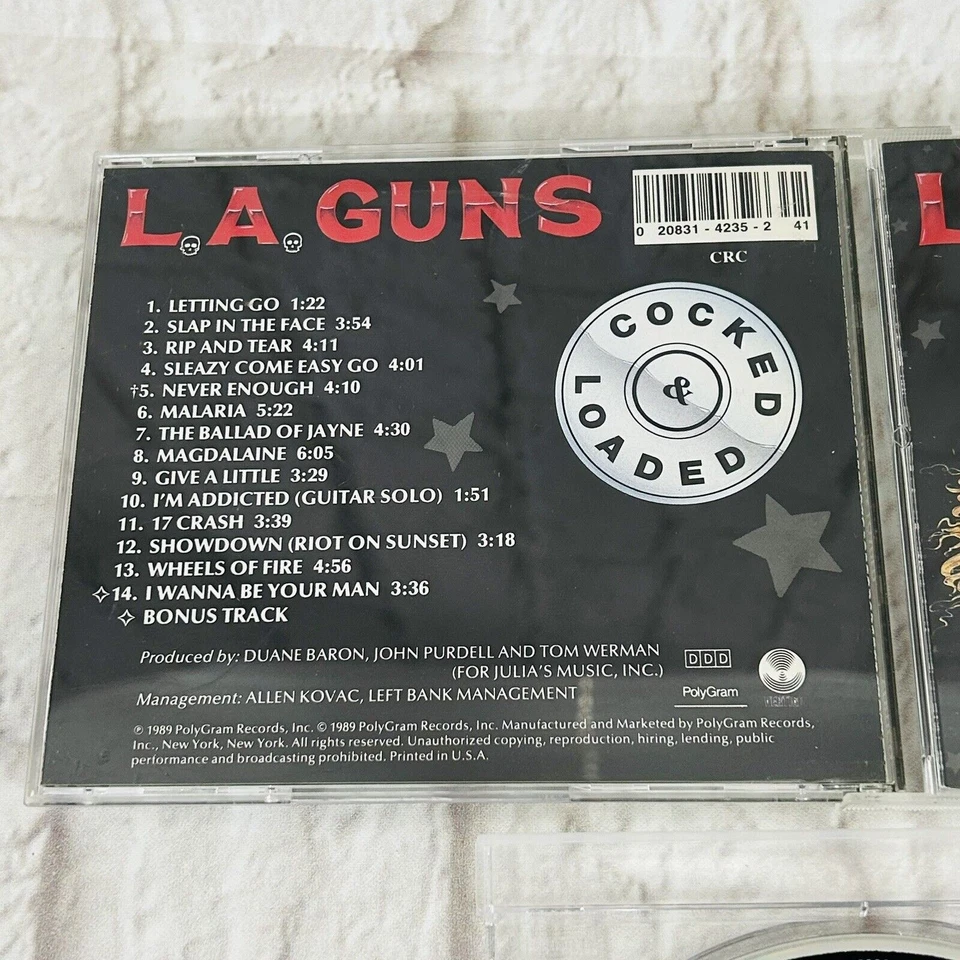 L.A. GUNS
0 20831 - 4235 - 2 41
CRC
COCKED
&
LOADED
1. LETTING GO 1:22
2. SLAP IN THE FACE 3:54
3. RIP AND TEAR 4:11
4. SLEAZY COME EASY GO 4:01
†5. NEVER ENOUGH 4:10
6. MALARIA 5:22
7. THE BALLAD OF JAYNE 4:30
8. MAGDALAINE 6:05
9. GIVE A LITTLE 3:29
10. I'M ADDICTED (GUITAR SOLO) 1:51
11. 17 CRASH 3:39
12. SHOWDOWN (RIOT ON SUNSET) 3:18
13. WHEELS OF FIRE 4:56
✧14. I WANNA BE YOUR MAN 3:36
✧ BONUS TRACK
Produced by: DUANE BARON, JOHN PURDELL AND TOM WERMAN
(FOR JULIA'S MUSIC, INC.)
Management: ALLEN KOVAC, LEFT BANK MANAGEMENT
DDD
PolyGram
℗ 1989 PolyGram Records, Inc. © 1989 PolyGram Records, Inc. Manufactured and Marketed by PolyGram Records,
Inc., New York, New York. All rights reserved. Unauthorized copying, reproduction, hiring, lending, public
performance and broadcasting prohibited. Printed in U.S.A.
L